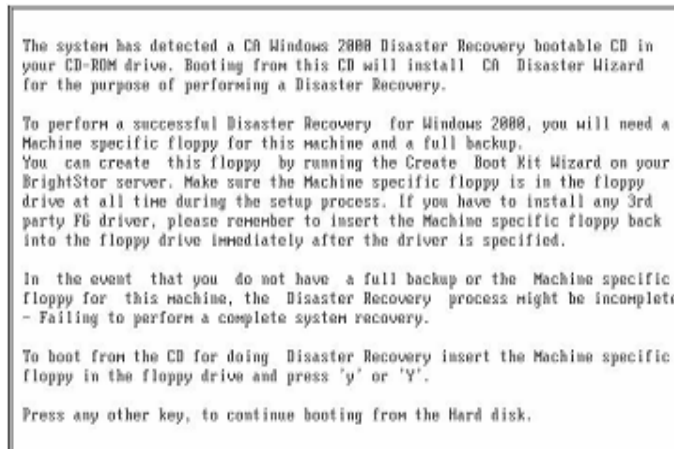 The system has detected a CA Windows 2000 Disaster Recovery bootable CD in
your CD-ROM drive. Booting from this CD will install CA Disaster Wizard
for the purpose of performing a Disaster Recovery.
To perform a successful Disaster Recovery for Windows 2000, you will need a
Machine specific floppy for this machine and a full backup.
You can create this floppy by running the Create Boot Kit Wizard on your
BrightStor server. Make sure the Machine specific floppy is in the floppy
drive at all time during the setup process. If you have to install any 3rd
party F6 driver, please remember to insert the Machine specific floppy back
into the floppy drive immediately after the driver is specified.
In the event that you do not have a full backup or the Machine specific
floppy for this machine, the Disaster Recovery process might be incomplete
- Failing to perform a complete system recovery.
To boot from the CD for doing Disaster Recovery insert the Machine specific
floppy in the floppy drive and press 'y' or 'Y'.
Press any other key, to continue booting from the Hard disk.